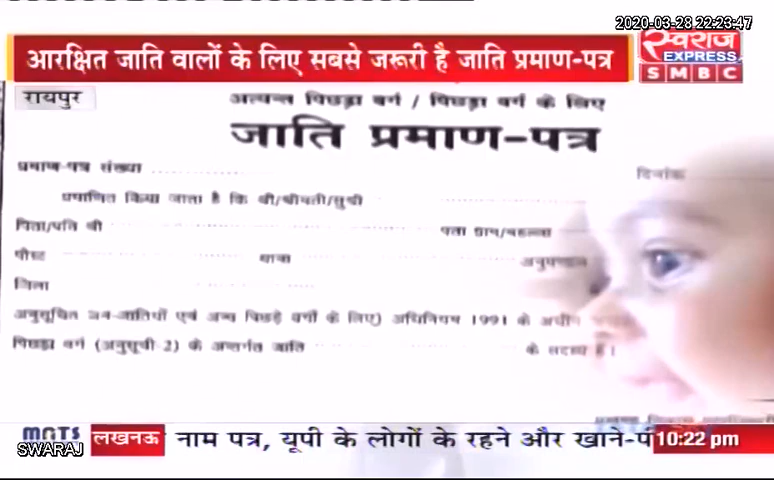 2020-03-28 22:23:47
आरक्षित जाति वालों के लिए सबसे जरूरी है जाति प्रमाण-पत्र
स्वराज
EXPRESS
SMBC
रायपुर
अत्यन्त पिछड़ा वर्ग / पिछड़ा वर्ग के लिए
जाति प्रमाण-पत्र
प्रमाण-पत्र संख्या
दिनांक
प्रमाणित किया जाता है कि श्री/श्रीमती/सुश्री
पिता/पति श्री
पता ग्राम/मुहल्ला
पोस्ट
थाना
अनुमण्डल
जिला
अनुसूचित जन-जातियों एवं अन्य पिछड़े वर्गों के लिए) अधिनियम 1991 के अधीन
पिछड़ा वर्ग (अनुसूची-2) के अन्तर्गत जाति
के सदस्य हैं।
MATS
SWARAJ
लखनऊ
नाम पत्र, यूपी के लोगों के रहने और खाने-पी
10:22 pm